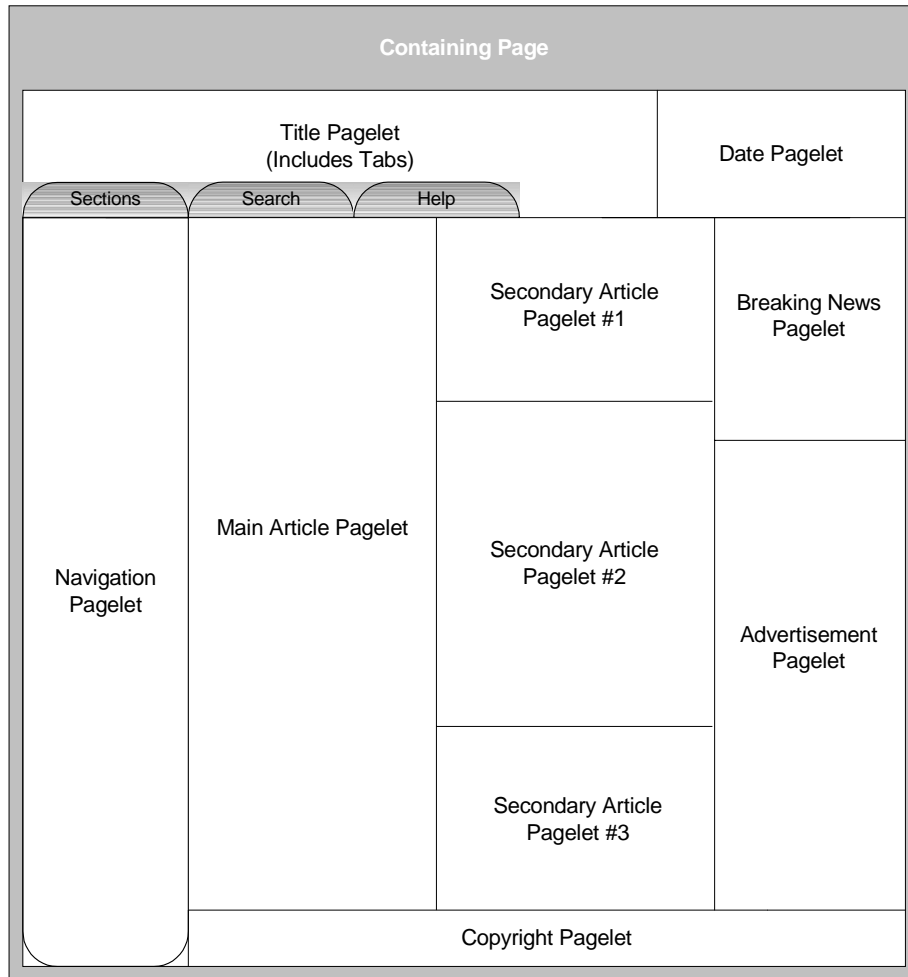 Containing Page
Title Pagelet
(Includes Tabs)
Date Pagelet
Sections
Search
Help
Secondary Article
Pagelet #1
Breaking News
Pagelet
Main Article Pagelet
Secondary Article
Pagelet #2
Navigation
Pagelet
Advertisement
Pagelet
Secondary Article
Pagelet #3
Copyright Pagelet